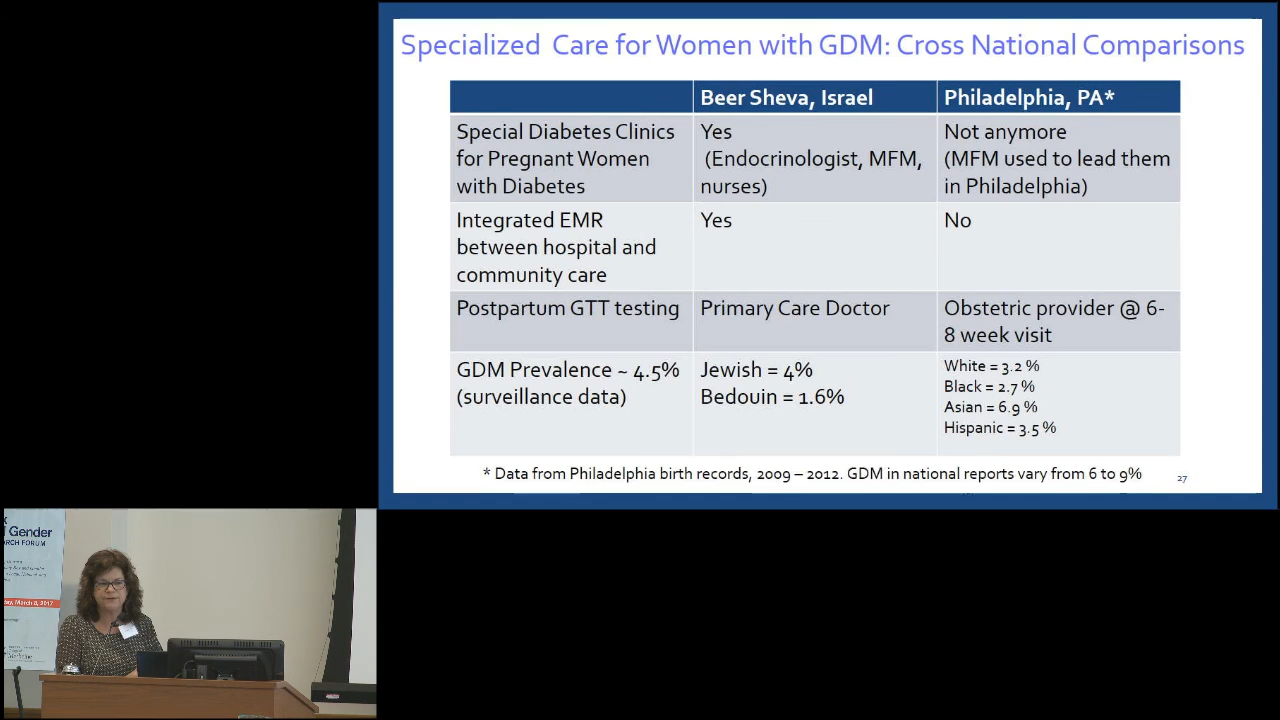 Specialized Care for Women with GDM: Cross National Comparisons
Beer Sheva, Israel
Philadelphia, PA*
Special Diabetes Clinics
for Pregnant Women
with Diabetes
Yes
(Endocrinologist, MFM,
nurses)
Not anymore
(MFM used to lead them
in Philadelphia)
Integrated EMR
between hospital and
community care
Yes
No
Postpartum GTT testing
Primary Care Doctor
Obstetric provider @ 6-
8 week visit
GDM Prevalence ~ 4.5%
(surveillance data)
Jewish = 4%
Bedouin = 1.6%
White = 3.2 %
Black = 2.7 %
Asian = 6.9 %
Hispanic = 3.5 %
* Data from Philadelphia birth records, 2009 – 2012. GDM in national reports vary from 6 to 9%
27
Gender
FORUM
March 8, 2017